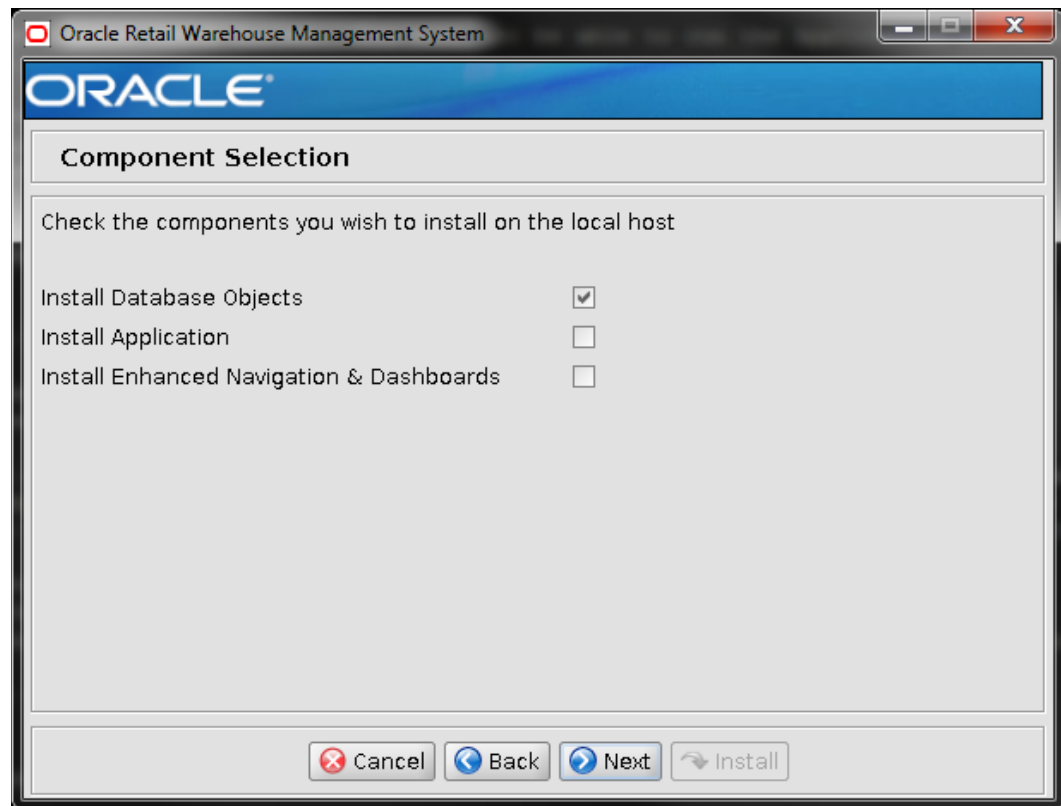 Oracle Retail Warehouse Management System
ORACLE®
Component Selection
Check the components you wish to install on the local host
Install Database Objects
Install Application
Install Enhanced Navigation & Dashboards
Cancel Back Next Install